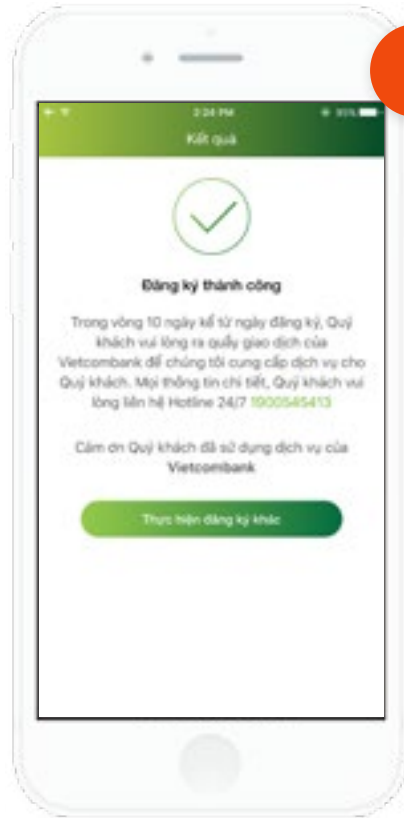 2:24 PM
Kết quả
Đăng ký thành công
Trong vòng 10 ngày kể từ ngày đăng ký, Quý
khách vui lòng ra quầy giao dịch của
Vietcombank để chúng tôi cung cấp dịch vụ cho
Quý khách. Mọi thông tin chi tiết, Quý khách vui
lòng liên hệ Hotline 24/7 1900545413
Cảm ơn Quý khách đã sử dụng dịch vụ của
Vietcombank
Thực hiện đăng ký khác